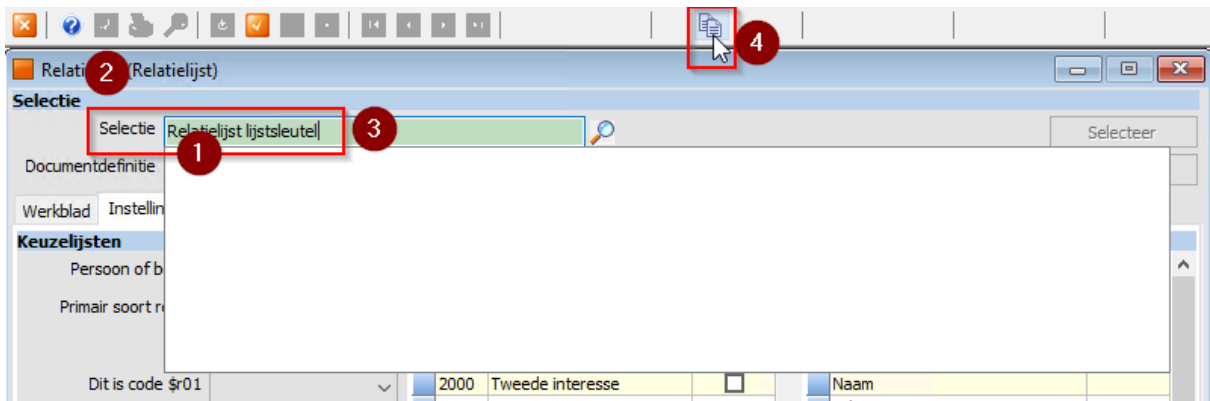 4
Relati (Relatielijst)
2
Selectie
Selectie Relatielijst lijstsleutel
3
Selecteer
1
Documentdefinitie
Werkblad Instellin
Keuzelijsten
Persoon of b
Primair soort r
Dit is code $r01
2000 Tweede interesse
Naam